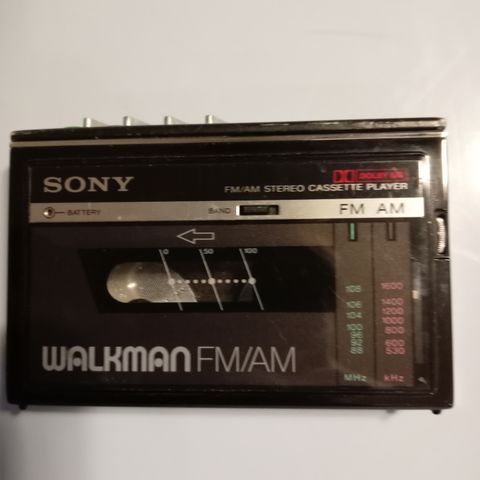 SONY
DOLBY NR
FM/AM STEREO CASSETTE PLAYER
BATTERY
BAND
FM AM
0 50 100
108 1600
106 1400
104 1200
1000
100 800
96
92 600
88 530
MHz kHz
WALKMAN FM/AM